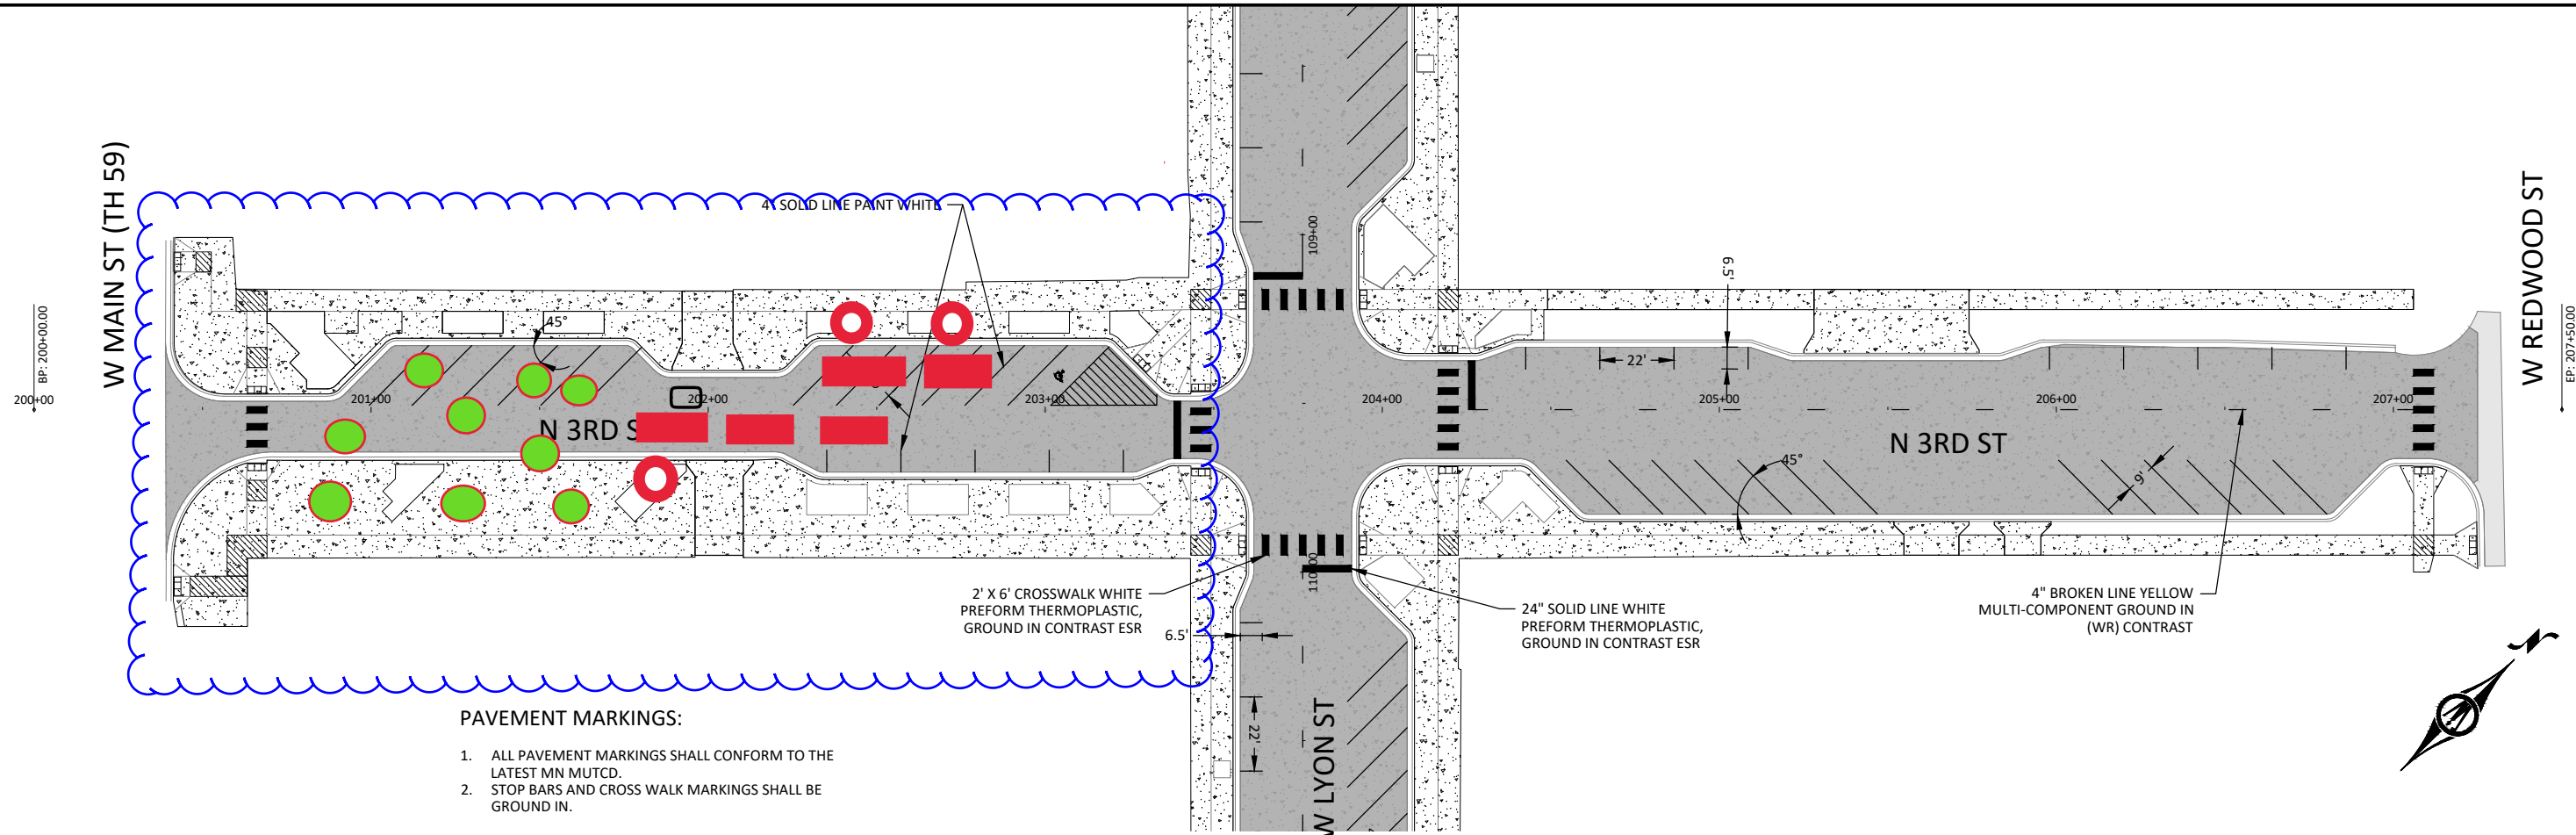 W MAIN ST (TH 59)
BP: 200+00.00
200+00
4" SOLID LINE PAINT WHITE
45°
201+00
202+00
203+00
204+00
205+00
206+00
207+00
N 3RD S
109+00
6.5'
22'
45°
9'
N 3RD ST
W REDWOOD ST
EP: 207+50.00
2' X 6' CROSSWALK WHITE
PREFORM THERMOPLASTIC,
GROUND IN CONTRAST ESR
110+00
6.5'
22'
W LYON ST
24" SOLID LINE WHITE
PREFORM THERMOPLASTIC,
GROUND IN CONTRAST ESR
4" BROKEN LINE YELLOW
MULTI-COMPONENT GROUND IN
(WR) CONTRAST
N
PAVEMENT MARKINGS:
1. ALL PAVEMENT MARKINGS SHALL CONFORM TO THE
LATEST MN MUTCD.
2. STOP BARS AND CROSS WALK MARKINGS SHALL BE
GROUND IN.